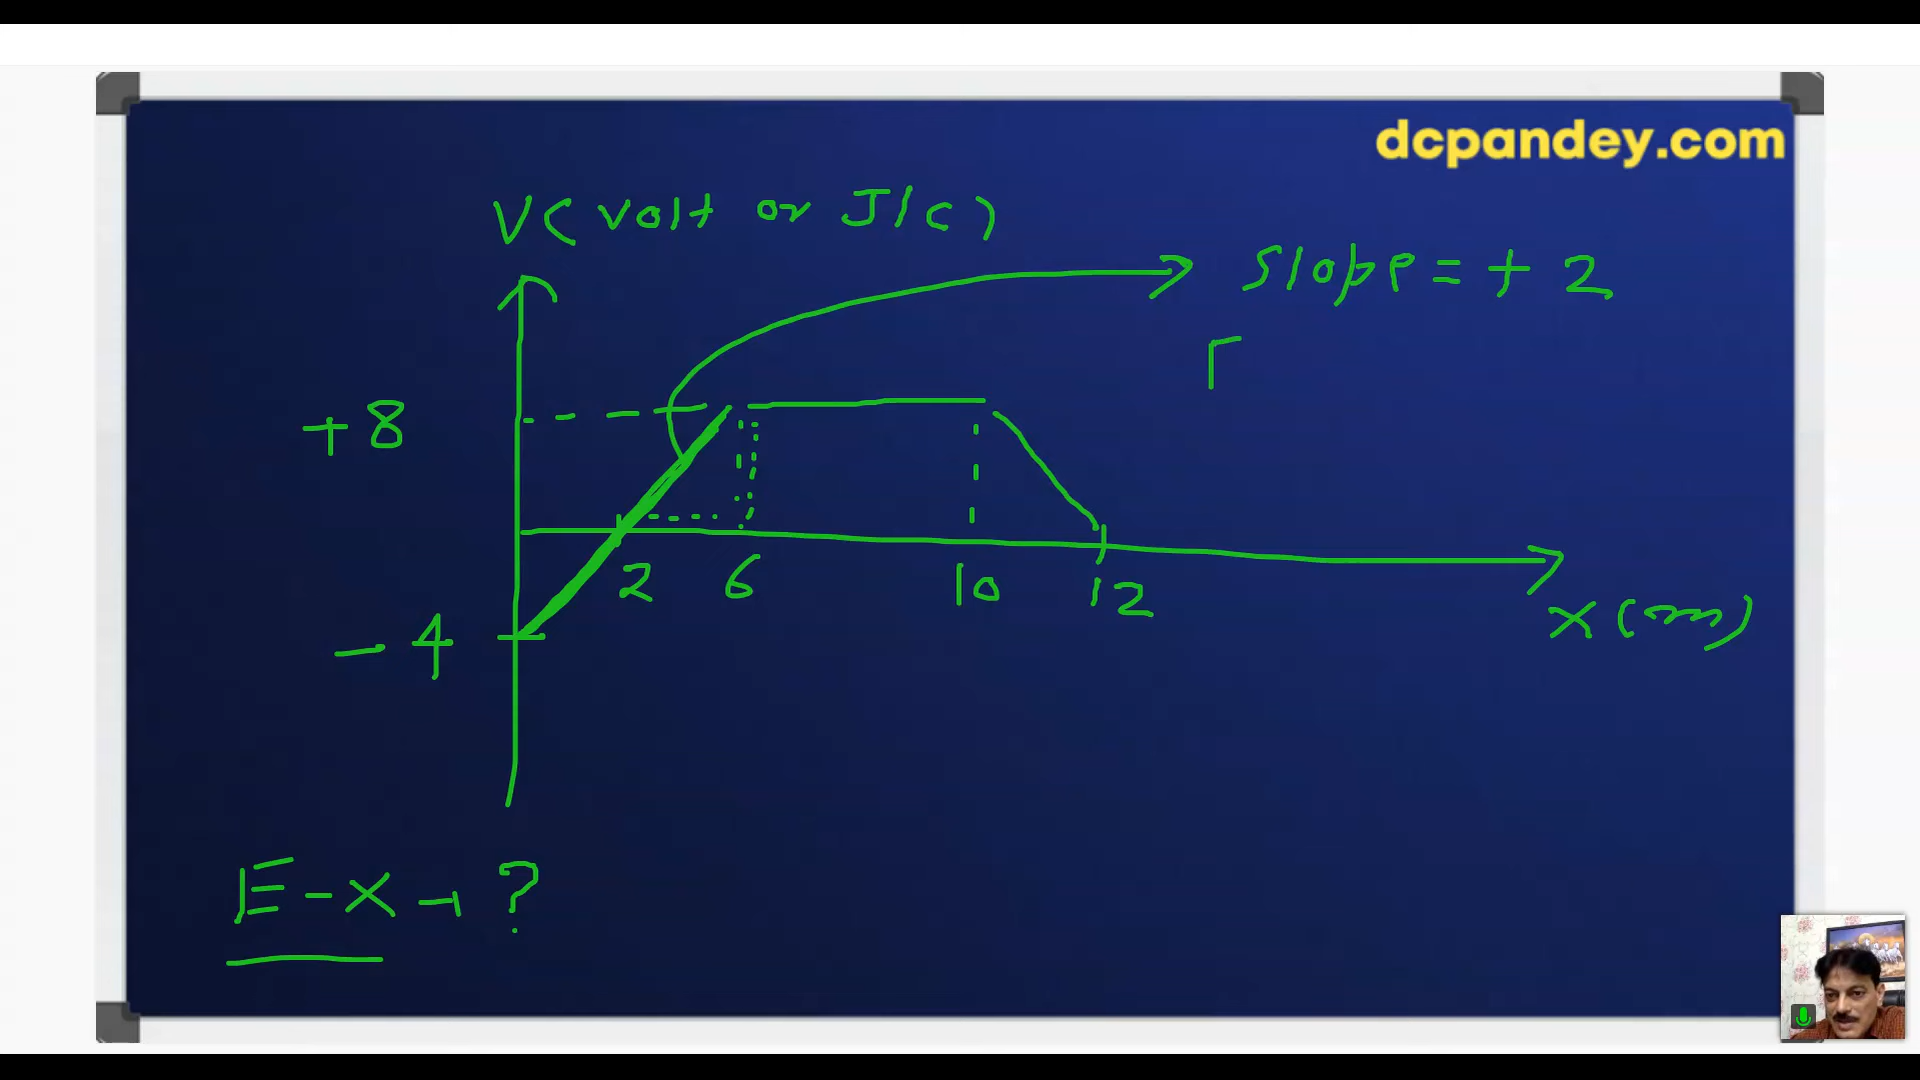 dcpandey.com
V( volt or J/C)
Slope = + 2
+ 8
2 6 10 12
- 4
x(m)
E-x → ?